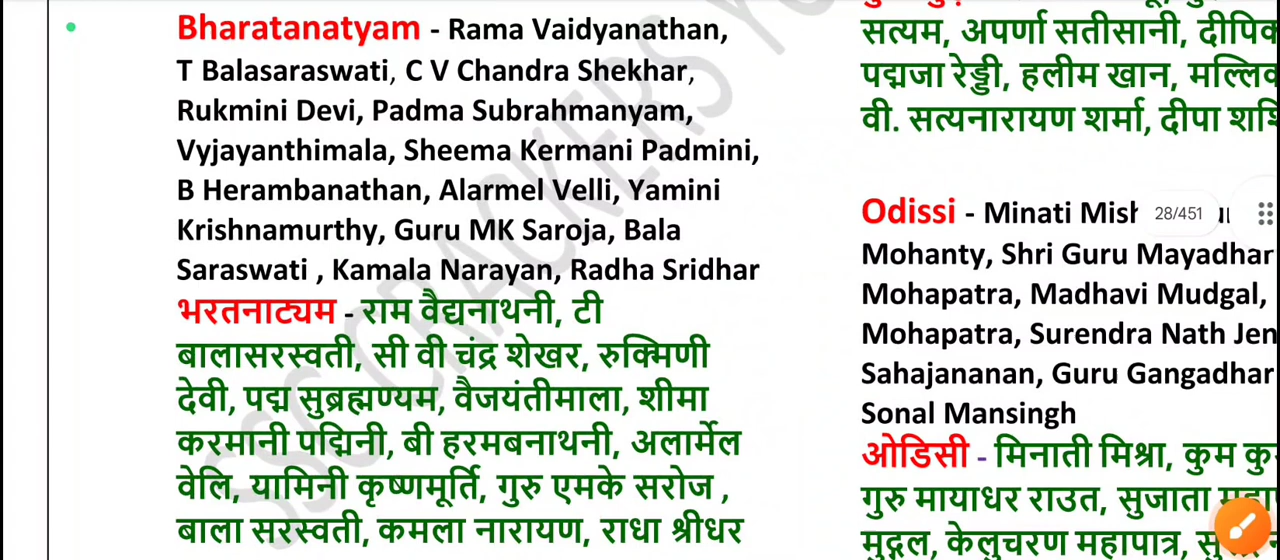 Bharatanatyam - Rama Vaidyanathan,
T Balasaraswati, C V Chandra Shekhar,
Rukmini Devi, Padma Subrahmanyam,
Vyjayanthimala, Sheema Kermani Padmini,
B Herambanathan, Alarmel Velli, Yamini
Krishnamurthy, Guru MK Saroja, Bala
Saraswati , Kamala Narayan, Radha Sridhar
भरतनाट्यम - राम वैद्यनाथनी, टी
बालासरस्वती, सी वी चंद्र शेखर, रुक्मिणी
देवी, पद्म सुब्रह्मण्यम, वैजयंतीमाला, शीमा
करमानी पद्मिनी, बी हरमबनाथनी, अलार्मेल
वेलि, यामिनी कृष्णमूर्ति, गुरु एमके सरोज ,
बाला सरस्वती, कमला नारायण, राधा श्रीधर
सत्यम, अपर्णा सतीसानी,
पद्मजा रेड्डी, हलीम खान,
वी. सत्यनारायण शर्मा, दीपा
Odissi - Minati
28/451
Mohanty, Shri Guru Mayadhar
Mohapatra, Madhavi Mudgal,
Mohapatra, Surendra Nath
Sahajananan, Guru Gangadhar
Sonal Mansingh
ओडिसी - मिनाती मिश्रा, कुम
गुरु मायाधर राउत, सुजाता
मुद्गल, केलुचरण महापात्र,
SSC CRACKERS